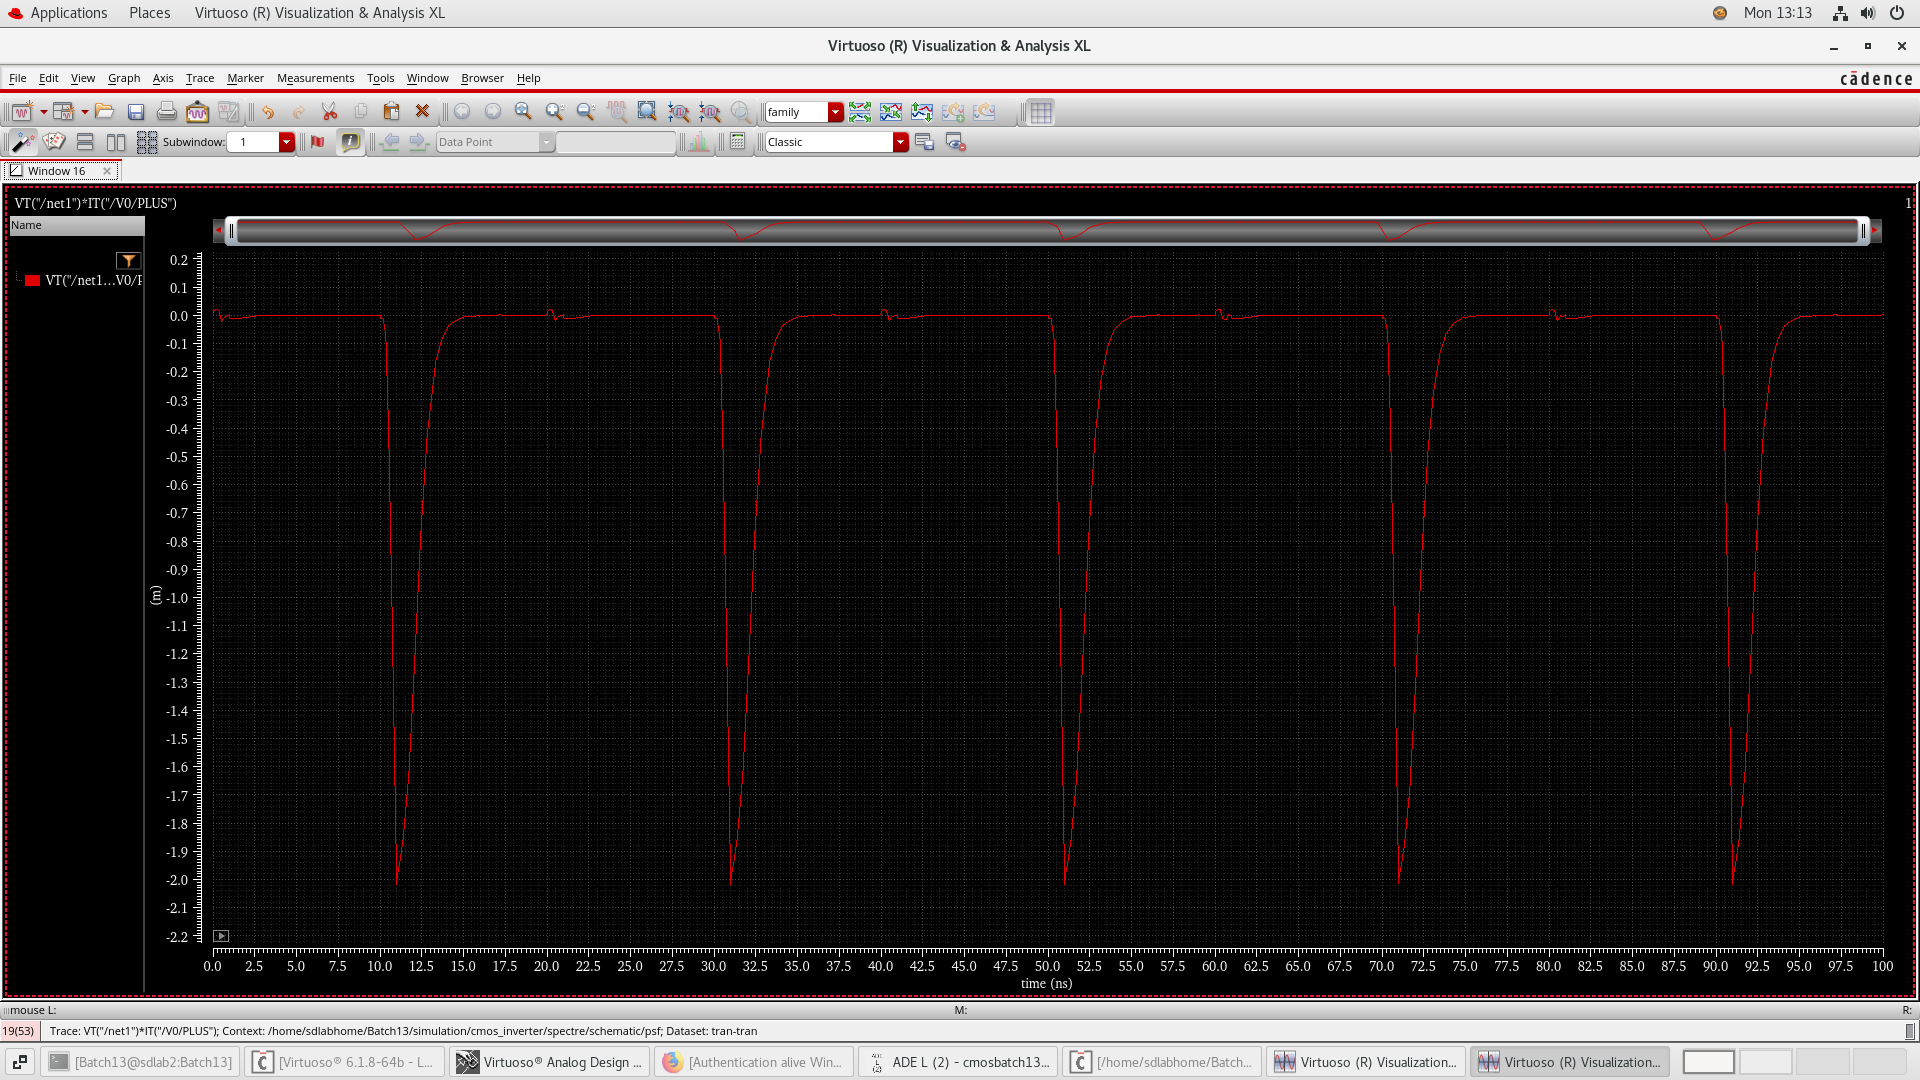 Applications Places Virtuoso (R) Visualization & Analysis XL Mon 13:13
Virtuoso (R) Visualization & Analysis XL
File Edit View Graph Axis Trace Marker Measurements Tools Window Browser Help cādence
family
Subwindow: 1 Data Point Classic
Window 16
VT("/net1")*IT("/V0/PLUS") 1
Name
VT("/net1...V0/P
0.2
0.1
0.0
-0.1
-0.2
-0.3
-0.4
-0.5
-0.6
-0.7
-0.8
-0.9
-1.0
-1.1
-1.2
-1.3
-1.4
-1.5
-1.6
-1.7
-1.8
-1.9
-2.0
-2.1
-2.2
(m)
0.0 2.5 5.0 7.5 10.0 12.5 15.0 17.5 20.0 22.5 25.0 27.5 30.0 32.5 35.0 37.5 40.0 42.5 45.0 47.5 50.0 52.5 55.0 57.5 60.0 62.5 65.0 67.5 70.0 72.5 75.0 77.5 80.0 82.5 85.0 87.5 90.0 92.5 95.0 97.5 100
time (ns)
mouse L: M: R:
19(53) Trace: VT("/net1")*IT("/V0/PLUS"); Context: /home/sdlabhome/Batch13/simulation/cmos_inverter/spectre/schematic/psf; Dataset: tran-tran
[Batch13@sdlab2:Batch13] [Virtuoso® 6.1.8-64b - L... Virtuoso® Analog Design ... [Authentication alive Win... ADE L (2) - cmosbatch13... [/home/sdlabhome/Batch... Virtuoso (R) Visualization... Virtuoso (R) Visualization...